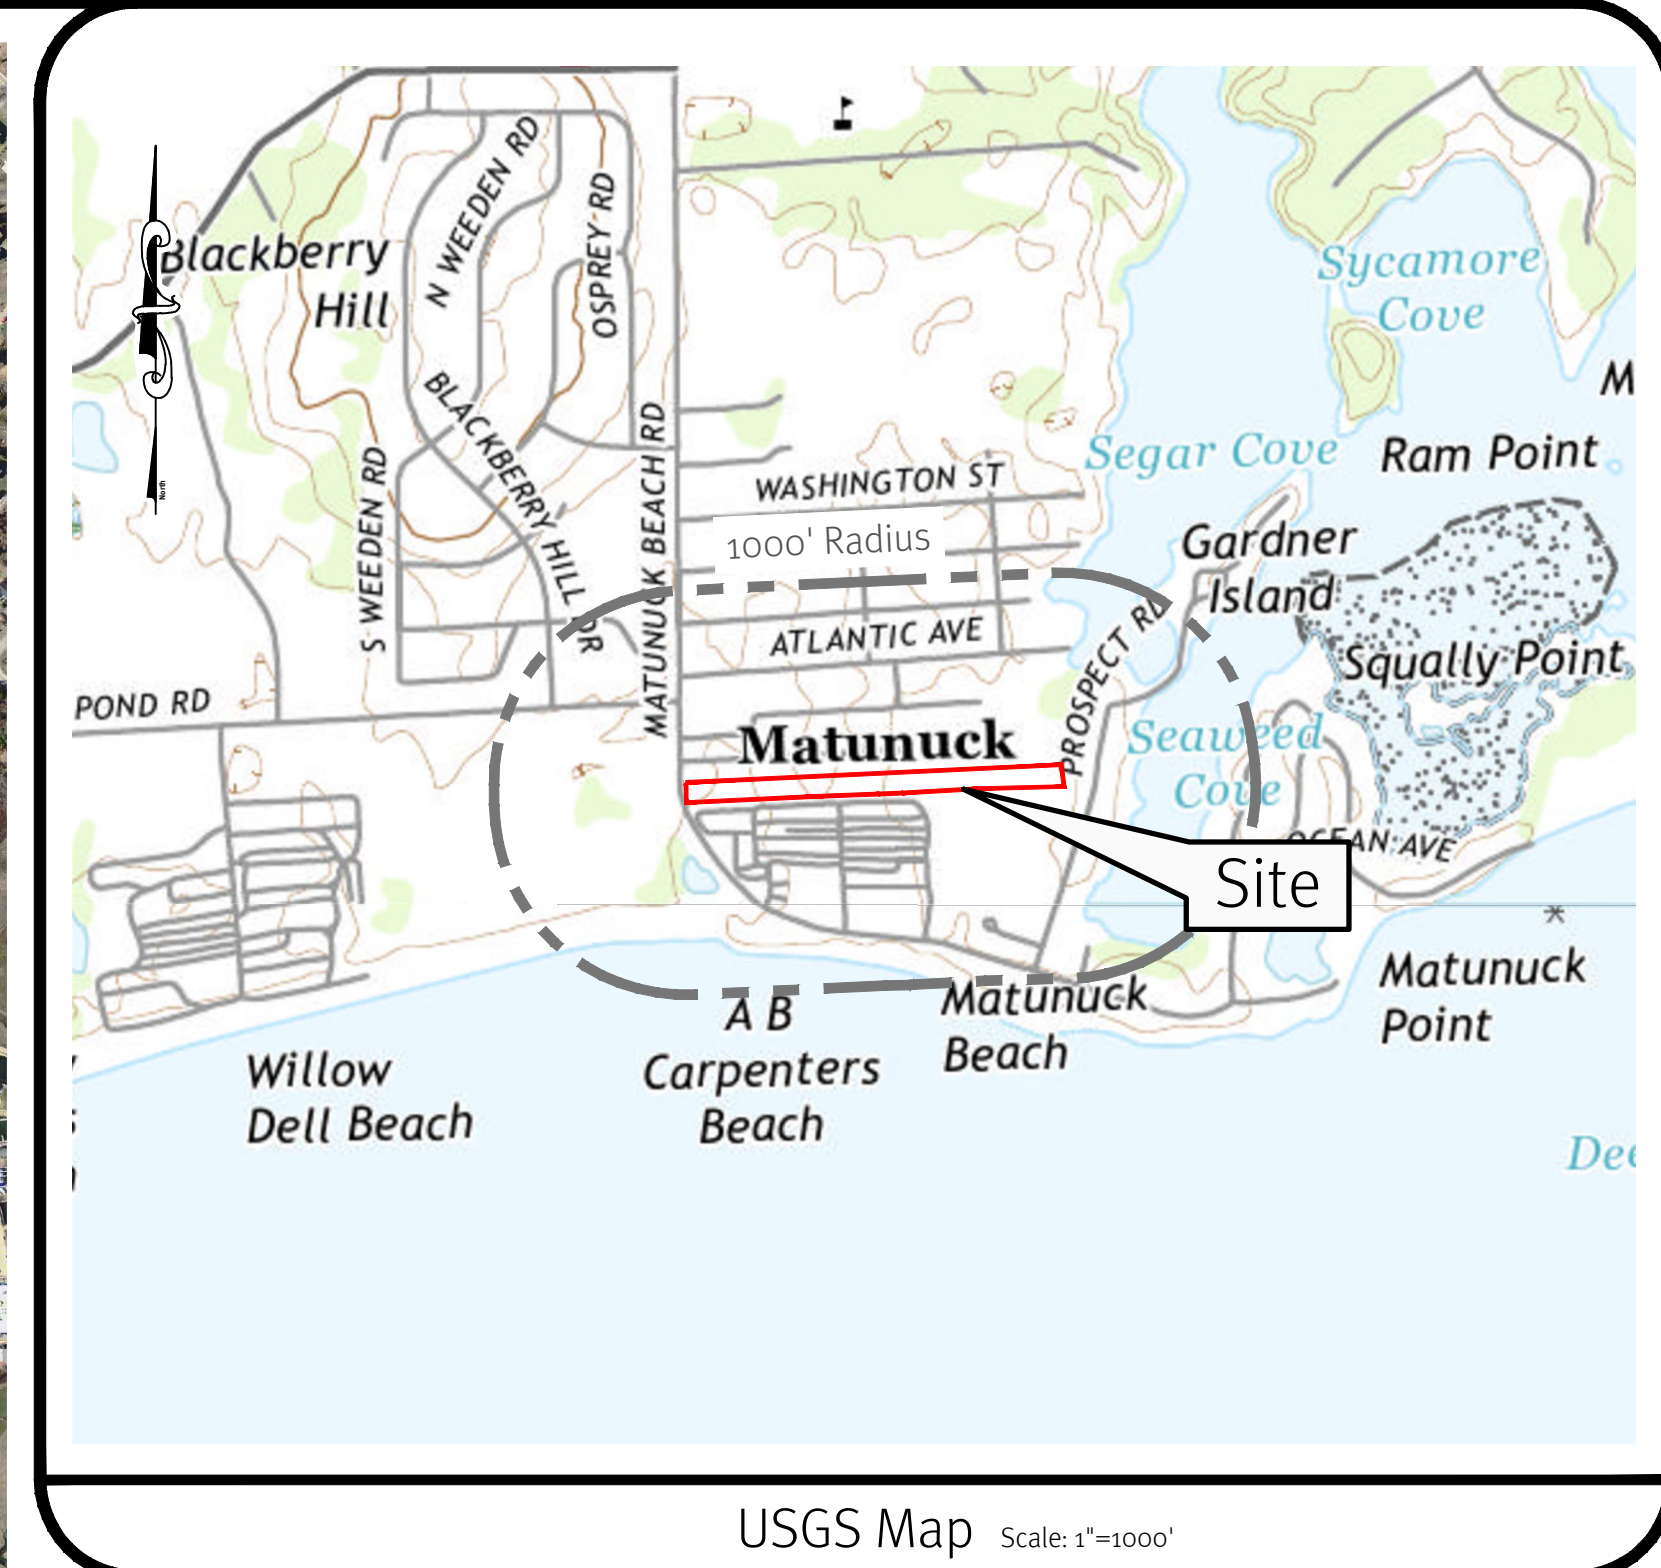 N WEEDEN RD
OSPREY RD
Blackberry
Hill
Sycamore
Cove
North
BLACKBERRY HILL DR
S WEEDEN RD
MATUNUCK BEACH RD
WASHINGTON ST
Segar Cove
Ram Point
1000' Radius
Gardner
Island
ATLANTIC AVE
PROSPECT RD
Squally Point
POND RD
Matunuck
Seaweed
Cove
OCEAN AVE
Site
Matunuck
Point
A B
Carpenters
Beach
Matunuck
Beach
Willow
Dell Beach
USGS Map Scale: 1"=1000'